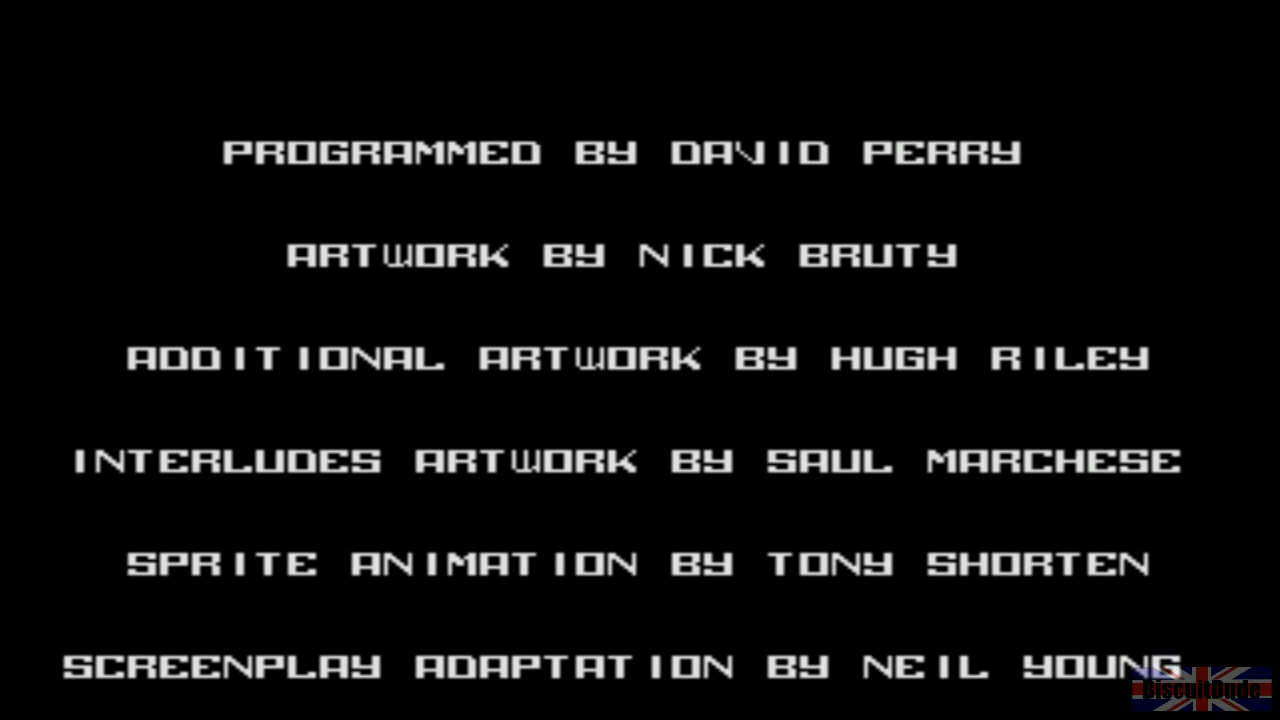 PROGRAMMED BY DAVID PERRY
ARTWORK BY NICK BRUTY
ADDITIONAL ARTWORK BY HUGH RILEY
INTERLUDES ARTWORK BY SAUL MARCHESE
SPRITE ANIMATION BY TONY SHORTEN
SCREENPLAY ADAPTATION BY NEIL YOUNG
BiscuitDude